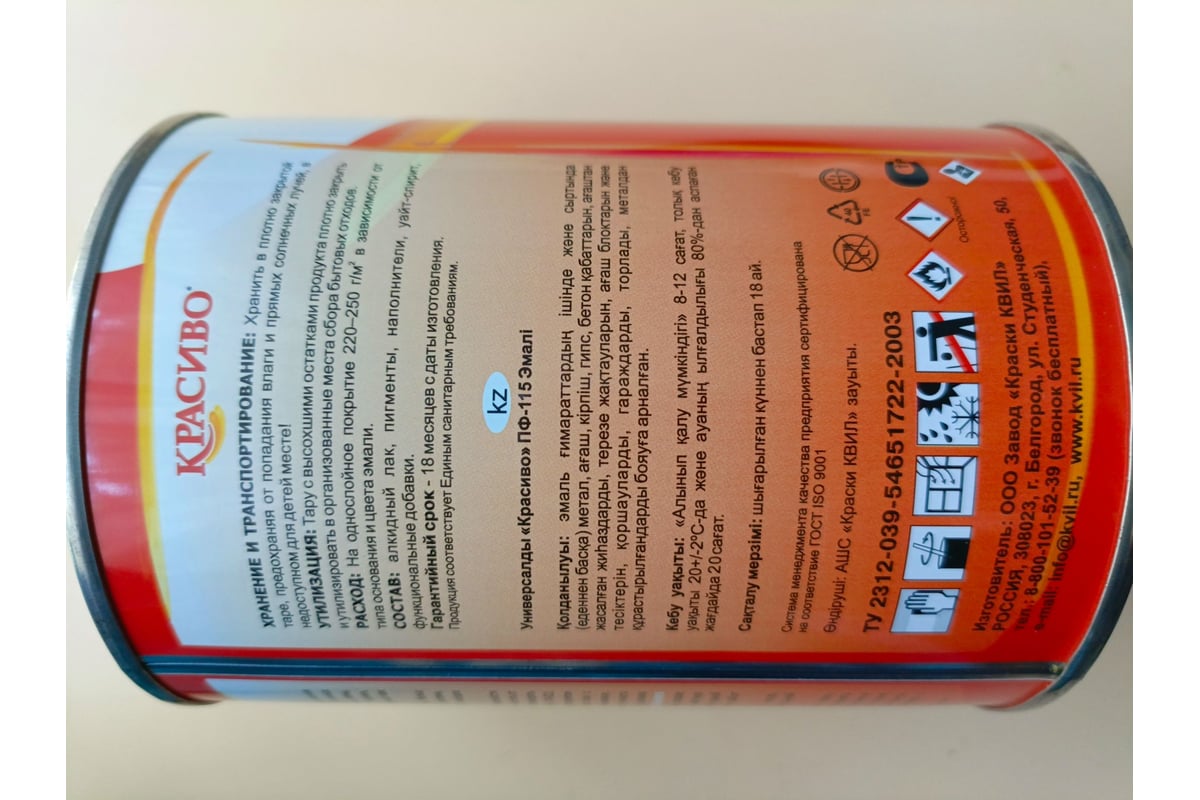 КРАСИВО
ХРАНЕНИЕ И ТРАНСПОРТИРОВАНИЕ: Хранить в плотно закрытой
таре, предохраняя от попадания влаги и прямых солнечных лучей, в
недоступном для детей месте!
УТИЛИЗАЦИЯ: Тару с высохшими остатками продукта плотно закрыть
и утилизировать в организованные места сбора бытовых отходов.
РАСХОД: На однослойное покрытие 220–250 г/м² в зависимости от
типа основания и цвета эмали.
СОСТАВ: алкидный лак, пигменты, наполнители, уайт-спирит,
функциональные добавки.
Гарантийный срок - 18 месяцев с даты изготовления.
Продукция соответствует Единым санитарным требованиям.
kz
Универсалды «Красиво» ПФ-115 Эмалі
Қолданылуы: эмаль ғимараттардың ішінде және сыртында
(еденнен басқа) метал, ағаш, кірпіш, гипс, бетон қабаттарын, ағаштан
жасалған жиһаздарды, терезе жақтауларын, ағаш блоктарын және
тесіктерін, қоршауларды, гараждарды, торларды, металдан
құрастырылғандарды бояуға арналған.
Кебу уақыты: «Алынып қалу мүмкіндігі» 8-12 сағат, толық кебу
уақыты 20+/-2°С-да және ауаның ылғалдылығы 80%-дан аспаған
жағдайда 20 сағат.
Сақталу мерзімі: шығарылған күннен бастап 18 ай.
Система менеджмента качества предприятия сертифицирована
на соответствие ГОСТ ISO 9001
Өндіруші: АШС «Краски КВИЛ» зауыты.
ТУ 2312-039-54651722-2003
40
FE
Осторожно!
Изготовитель: ООО Завод «Краски КВИЛ»
РОССИЯ, 308023, г. Белгород, ул. Студенческая, 50,
тел.: 8-800-101-52-39 (звонок бесплатный),
e-mail: info@kvil.ru, www.kvil.ru